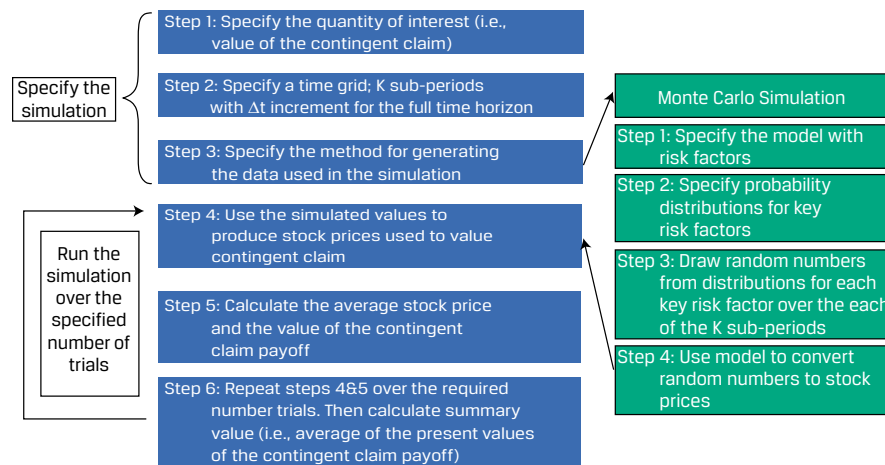 Step 1: Specify the quantity of interest (i.e.,
value of the contingent claim)
Specify the
simulation
Step 2: Specify a time grid; K sub-periods
with Δt increment for the full time horizon
Step 3: Specify the method for generating
the data used in the simulation
Step 4: Use the simulated values to
produce stock prices used to value
contingent claim
Run the
simulation
over the
specified
number of
trials
Step 5: Calculate the average stock price
and the value of the contingent
claim payoff
Step 6: Repeat steps 4&5 over the required
number trials. Then calculate summary
value (i.e., average of the present values
of the contingent claim payoff)
Monte Carlo Simulation
Step 1: Specify the model with
risk factors
Step 2: Specify probability
distributions for key
risk factors
Step 3: Draw random numbers
from distributions for each
key risk factor over the each
of the K sub-periods
Step 4: Use model to convert
random numbers to stock
prices